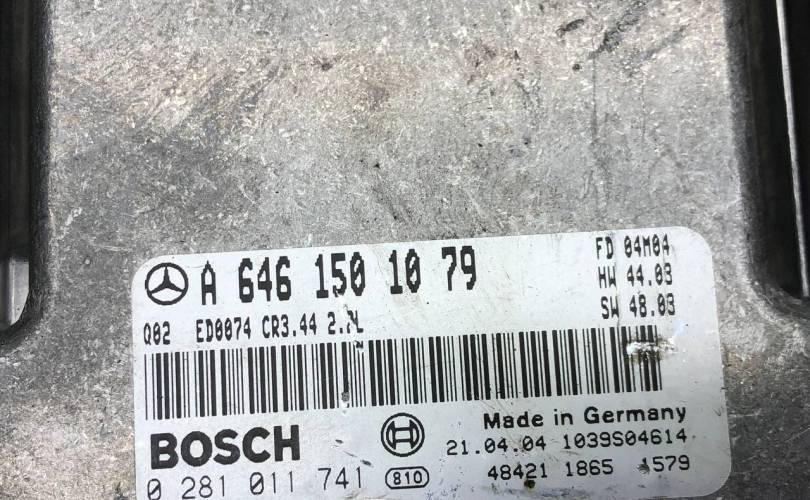 A 646 150 10 79
FD 04M04
HW 44.03
SW 48.03
Q02 ED0074 CR3.44
BOSCH
Made in Germany
21.04.04 1039S04614
0 281 011 741 810
48421 1865 1579